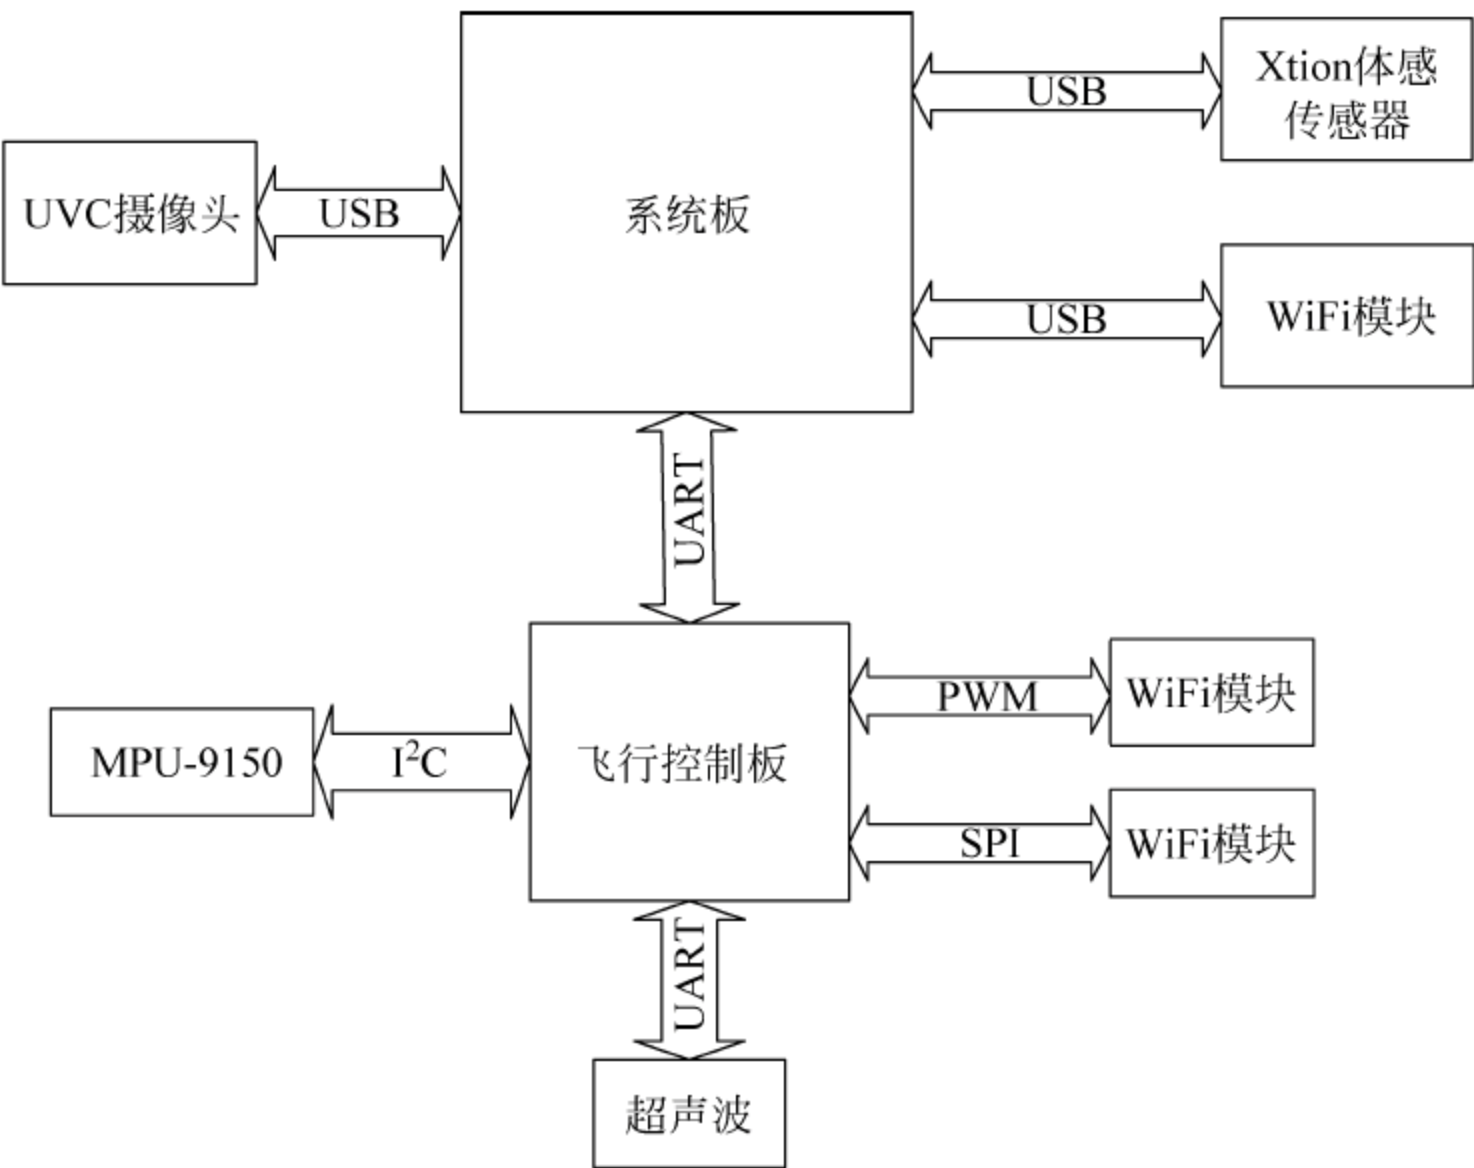 Xtion体感
传感器
USB
UVC摄像头
USB
系统板
USB
WiFi模块
UART
PWM
WiFi模块
MPU-9150
I²C
飞行控制板
SPI
WiFi模块
UART
超声波